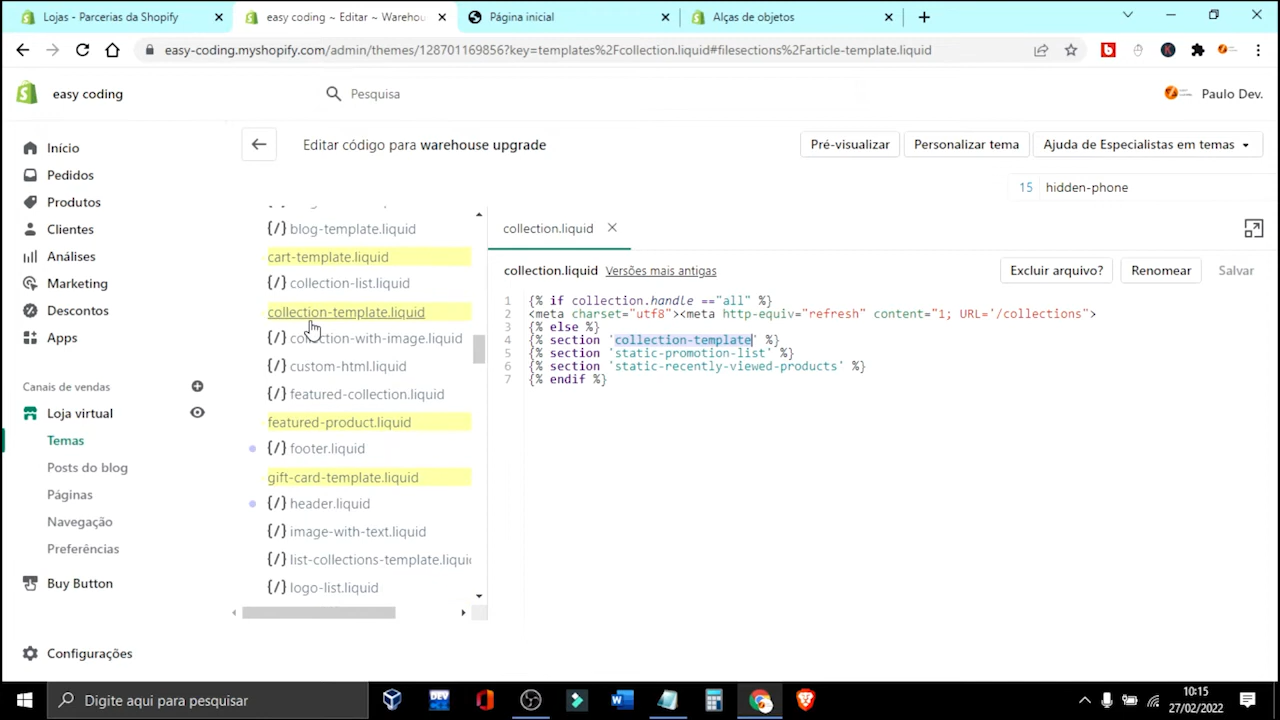 Lojas - Parcerias da Shopify
easy coding ~ Editar ~ Warehou
Página inicial
Alças de objetos
easy-coding.myshopify.com/admin/themes/128701169856?key=templates%2Fcollection.liquid#filesections%2Farticle-template.liquid
easy coding
Pesquisa
Paulo Dev.
Editar código para warehouse upgrade
Pré-visualizar
Personalizar tema
Ajuda de Especialistas em temas
15 hidden-phone
Início
Pedidos
Produtos
Clientes
Análises
Marketing
Descontos
Apps
Canais de vendas
Loja virtual
Temas
Posts do blog
Páginas
Navegação
Preferências
Buy Button
Configurações
{/} blog-template.liquid
cart-template.liquid
{/} collection-list.liquid
collection-template.liquid
{/} collection-with-image.liquid
{/} custom-html.liquid
{/} featured-collection.liquid
featured-product.liquid
{/} footer.liquid
gift-card-template.liquid
{/} header.liquid
{/} image-with-text.liquid
{/} list-collections-template.liquid
{/} logo-list.liquid
collection.liquid
collection.liquid Versões mais antigas
Excluir arquivo?
Renomear
Salvar
1 {% if collection.handle =="all" %}
2 <meta charset="utf8"><meta http-equiv="refresh" content="1; URL='/collections">
3 {% else %}
4 {% section 'collection-template' %}
5 {% section 'static-promotion-list' %}
6 {% section 'static-recently-viewed-products' %}
7 {% endif %}
Digite aqui para pesquisar
10:15
27/02/2022